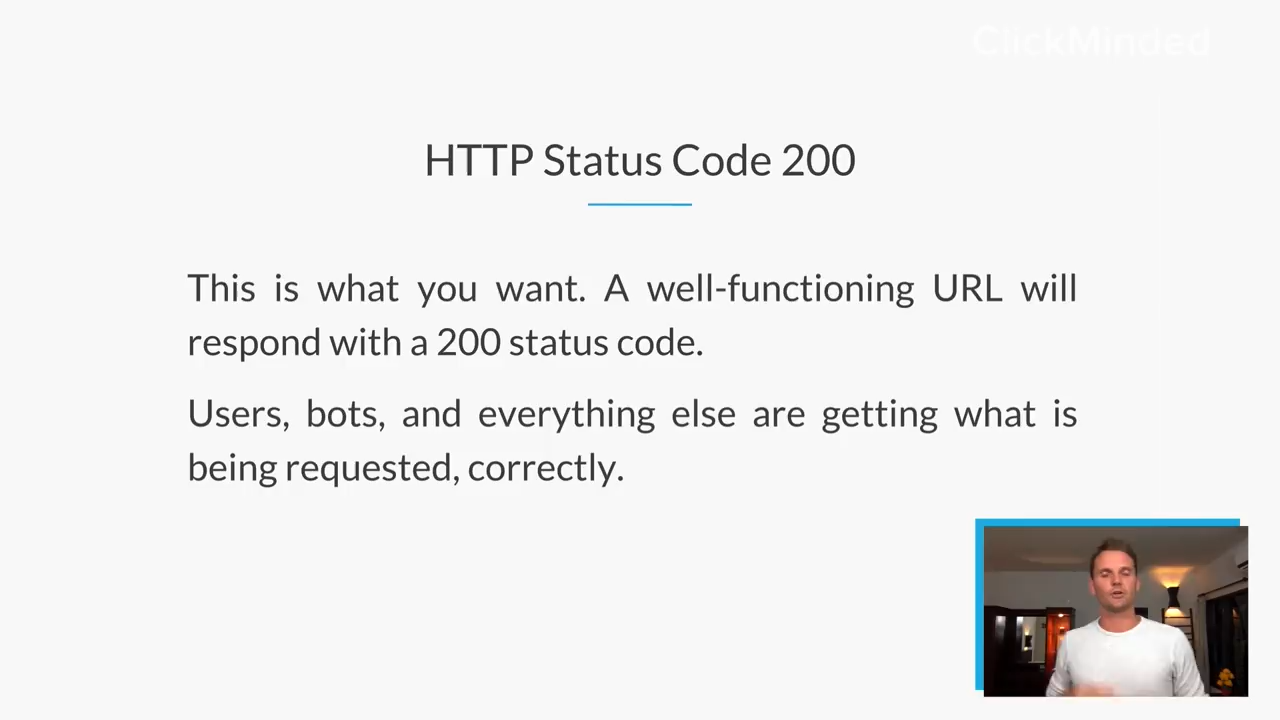 ClickMinded
HTTP Status Code 200
This is what you want. A well-functioning URL will
respond with a 200 status code.
Users, bots, and everything else are getting what is
being requested, correctly.